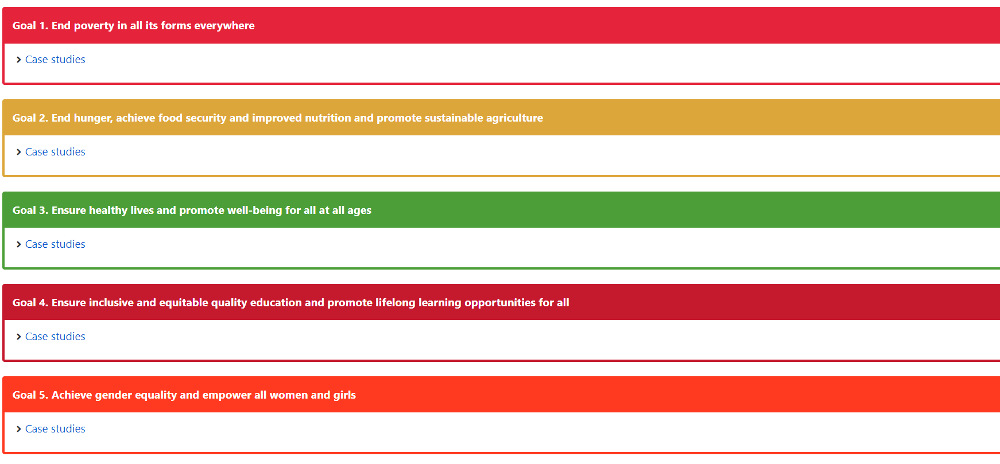 Goal 1. End poverty in all its forms everywhere
Case studies
Goal 2. End hunger, achieve food security and improved nutrition and promote sustainable agriculture
Case studies
Goal 3. Ensure healthy lives and promote well-being for all at all ages
Case studies
Goal 4. Ensure inclusive and equitable quality education and promote lifelong learning opportunities for all
Case studies
Goal 5. Achieve gender equality and empower all women and girls
Case studies